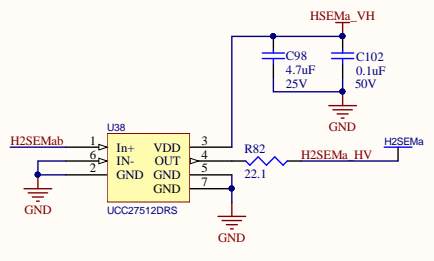 HSEMa_VH
C98
4.7uF
25V
C102
0.1uF
50V
GND
U38
H2SEMab
1
In+
VDD
3
6
IN-
OUT
4
2
GND
GND
5
GND
7
R82
22.1
H2SEMa_HV
H2SEMa
GND
UCC27512DRS
GND